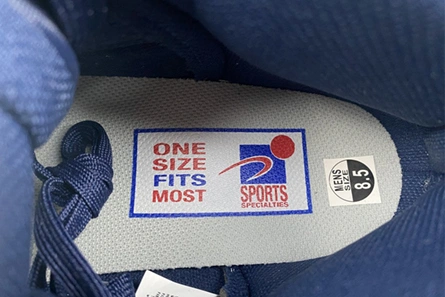 ONE
SIZE
FITS
MOST
SPORTS
SPECIALTIES
MENS
SIZE
8.5